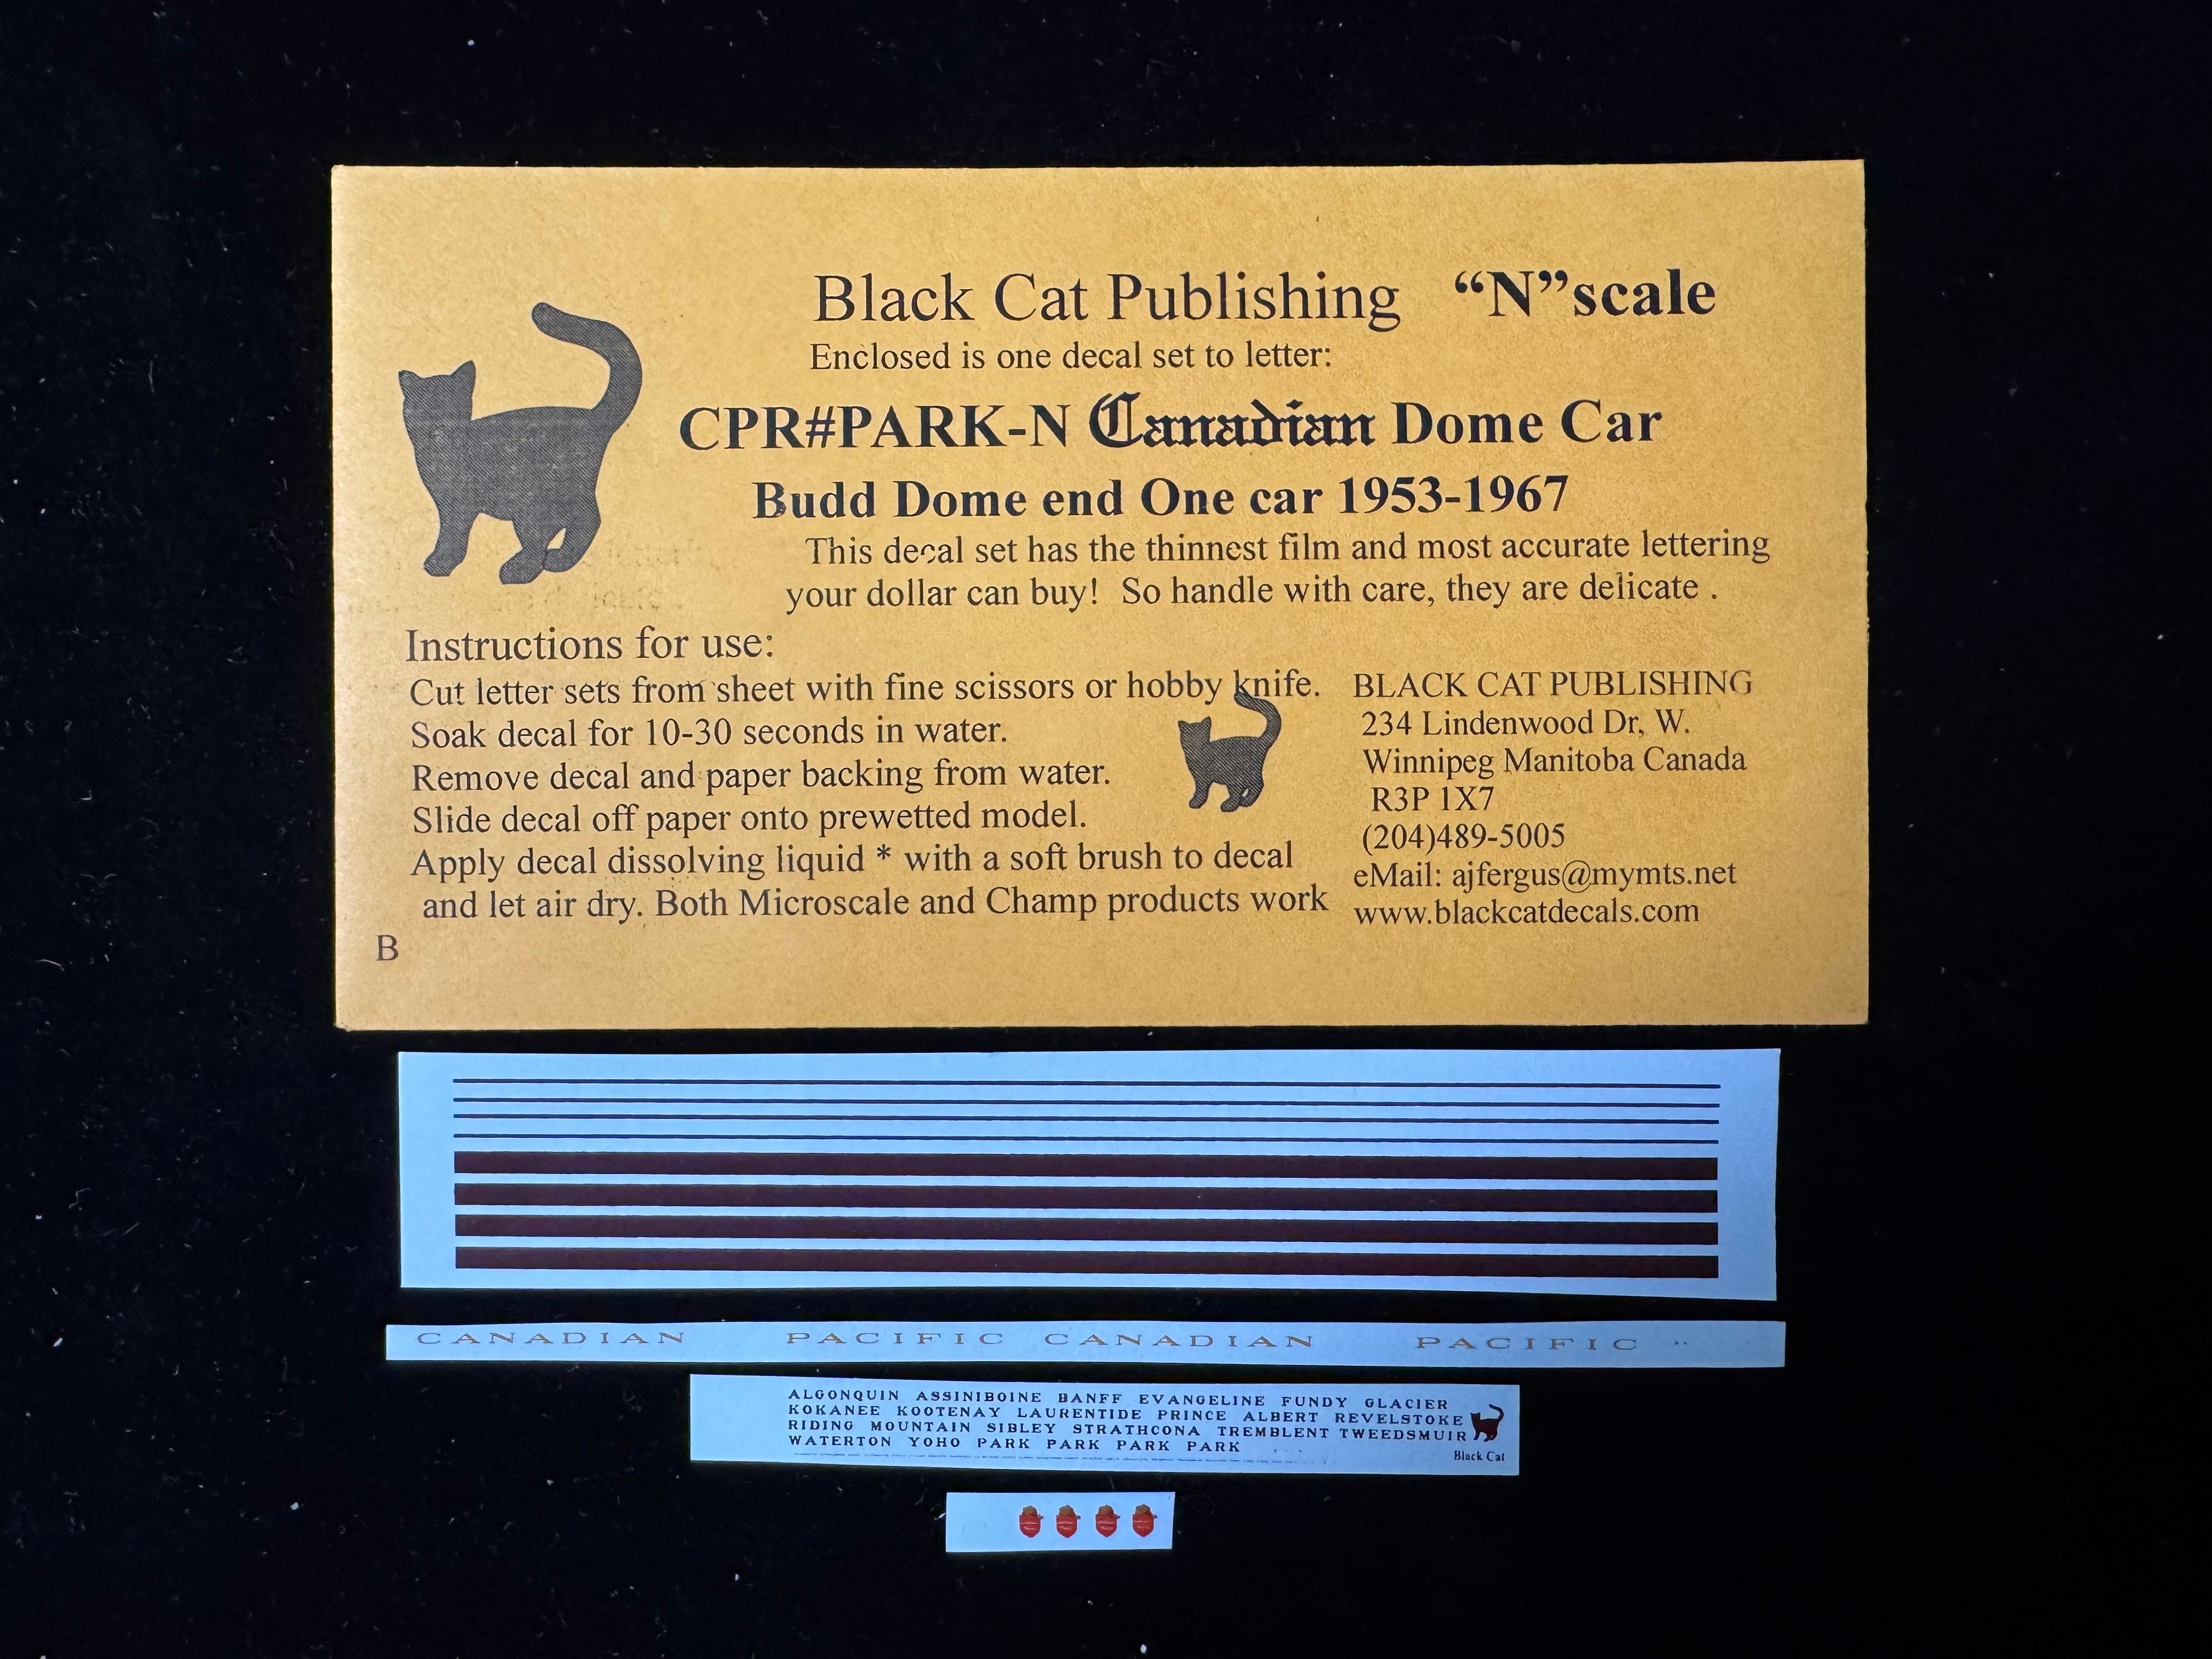 Black Cat Publishing “N”scale
Enclosed is one decal set to letter:
CPR#PARK-N Canadian Dome Car
Budd Dome end One car 1953-1967
This decal set has the thinnest film and most accurate lettering
your dollar can buy! So handle with care, they are delicate .
Instructions for use:
Cut letter sets from sheet with fine scissors or hobby knife.
Soak decal for 10-30 seconds in water.
Remove decal and paper backing from water.
Slide decal off paper onto prewetted model.
Apply decal dissolving liquid * with a soft brush to decal
and let air dry. Both Microscale and Champ products work
B
BLACK CAT PUBLISHING
234 Lindenwood Dr, W.
Winnipeg Manitoba Canada
R3P 1X7
(204)489-5005
eMail: ajfergus@mymts.net
www.blackcatdecals.com
CANADIAN PACIFIC CANADIAN PACIFIC
ALGONQUIN ASSINIBOINE BANFF EVANGELINE FUNDY GLACIER
KOKANEE KOOTENAY LAURENTIDE PRINCE ALBERT REVELSTOKE
RIDING MOUNTAIN SIBLEY STRATHCONA TREMBLENT TWEEDSMUIR
WATERTON YOHO PARK PARK PARK PARK
Black Cat